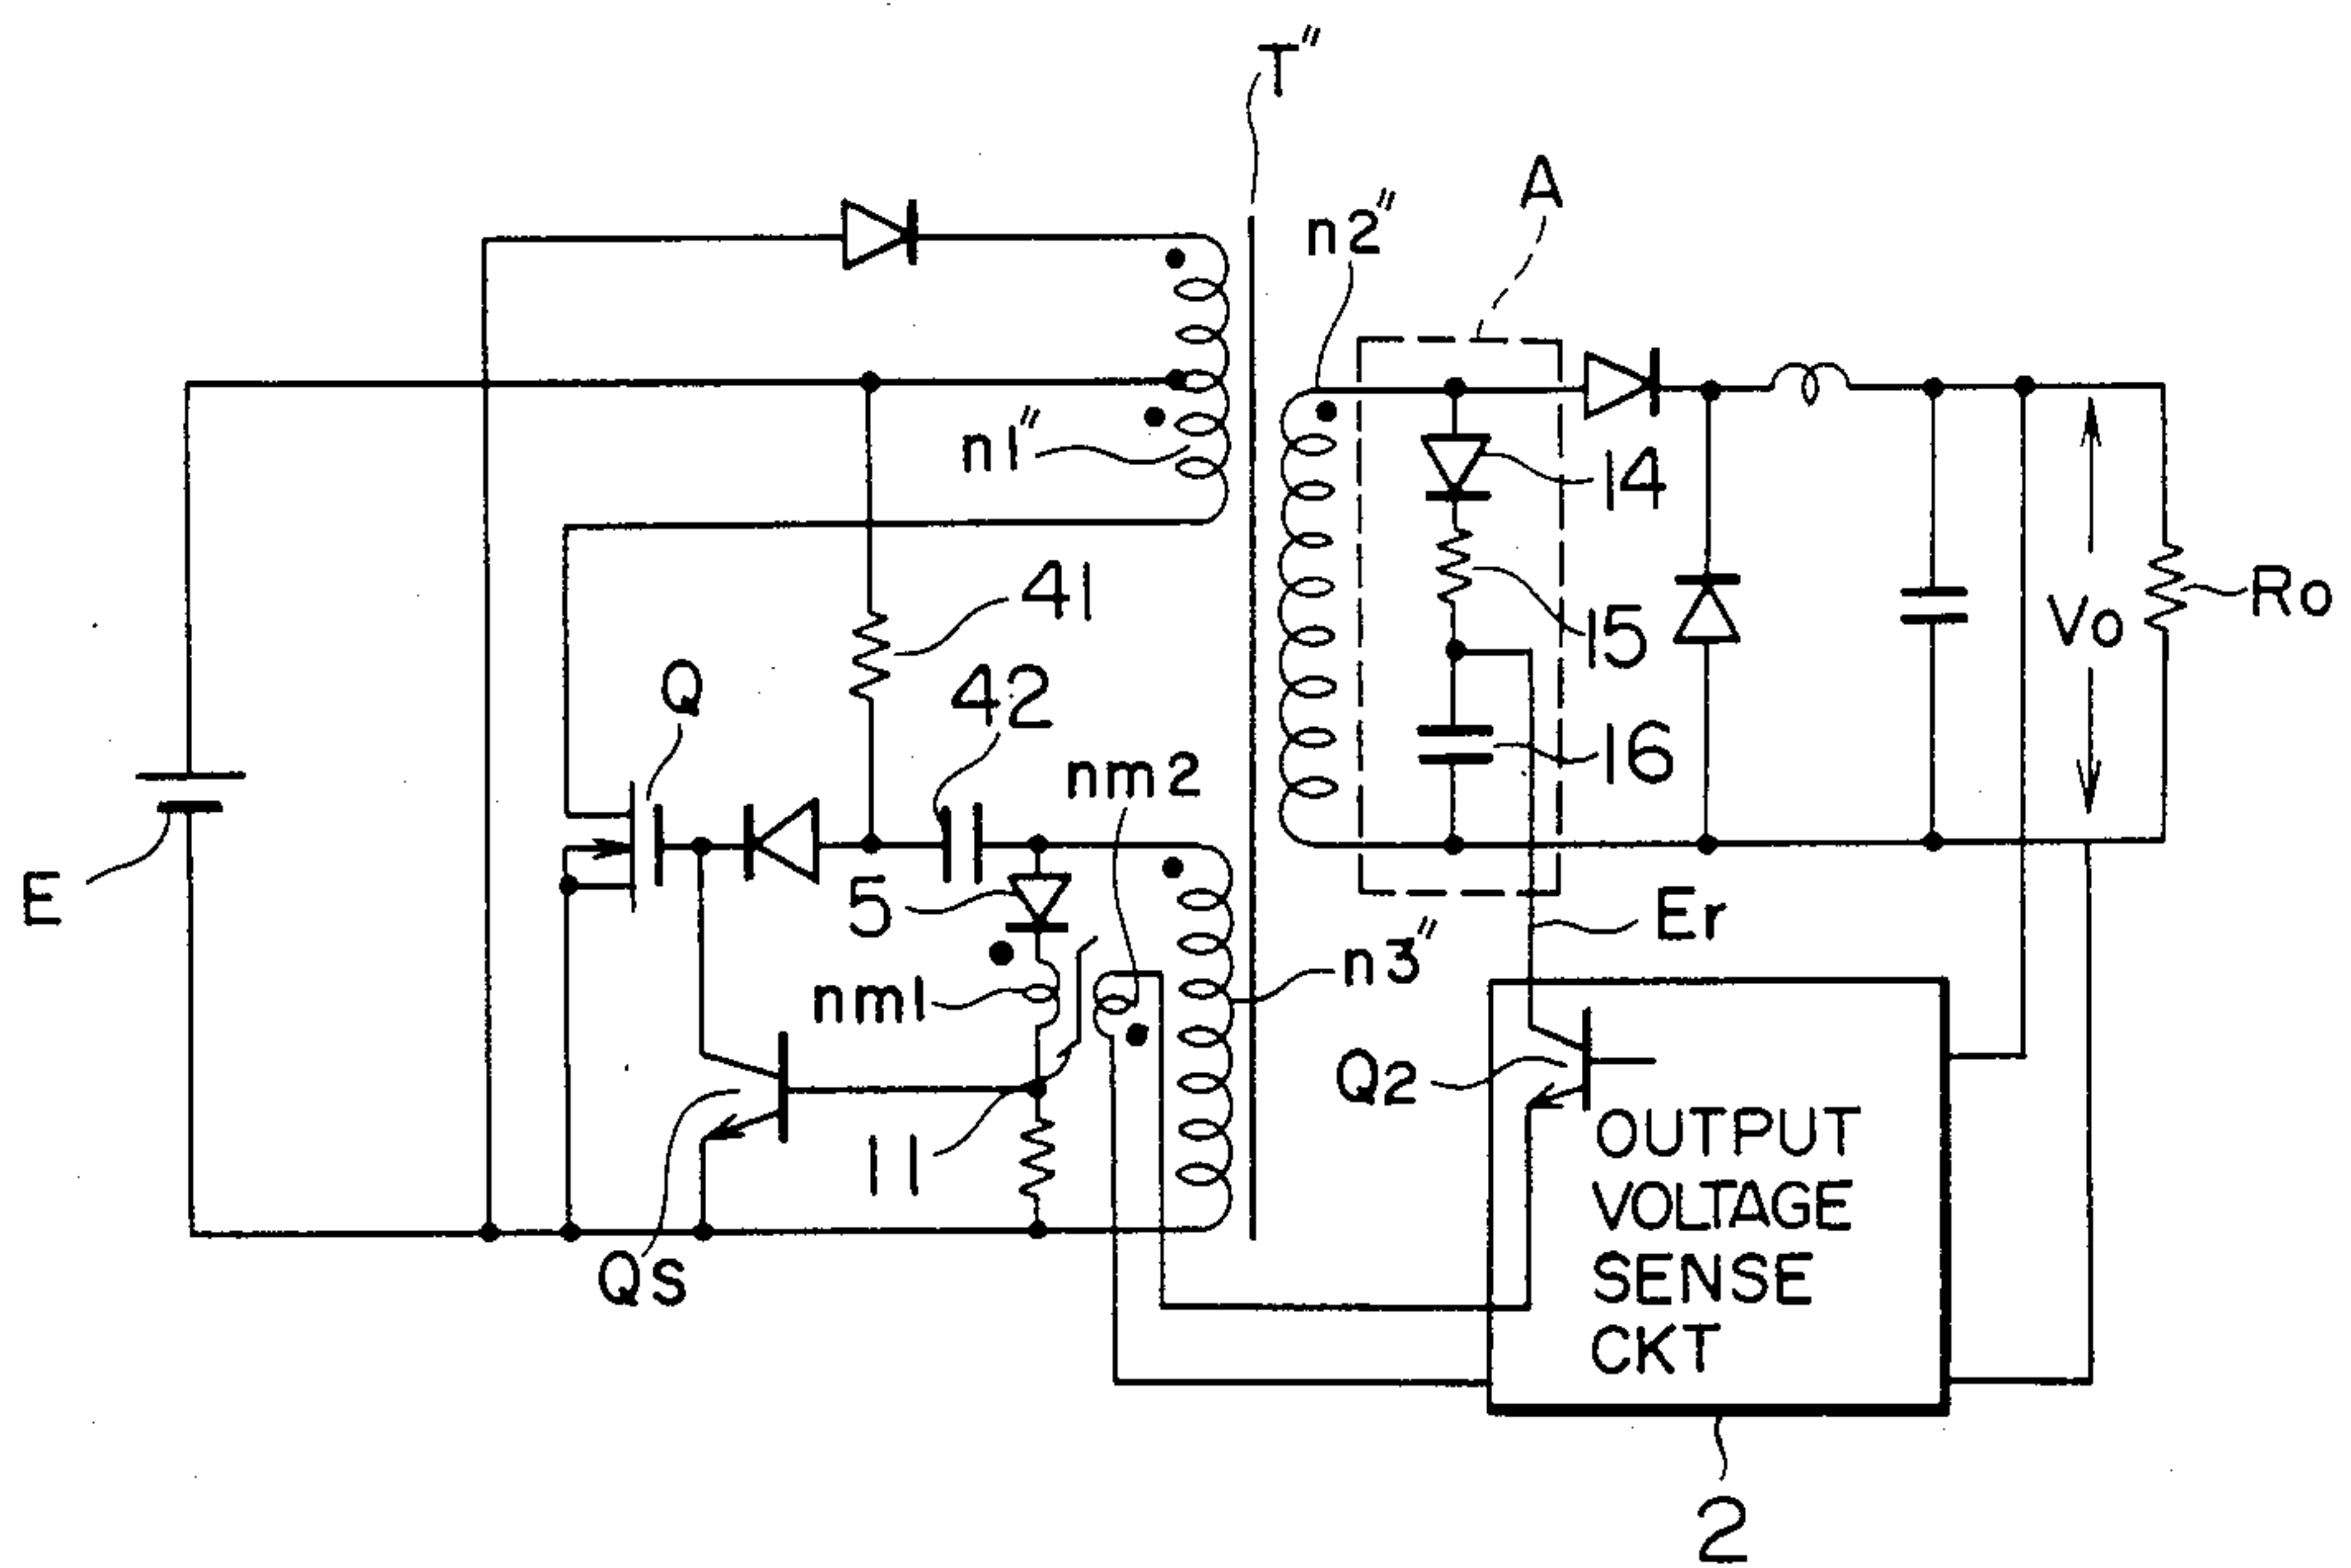 T"
A
n2"
n1"
14
41
15
Ro
Vo
Q
42
nm2
16
E
5
Er
n3"
nm1
Q2
OUTPUT
VOLTAGE
SENSE
CKT
11
QS
2